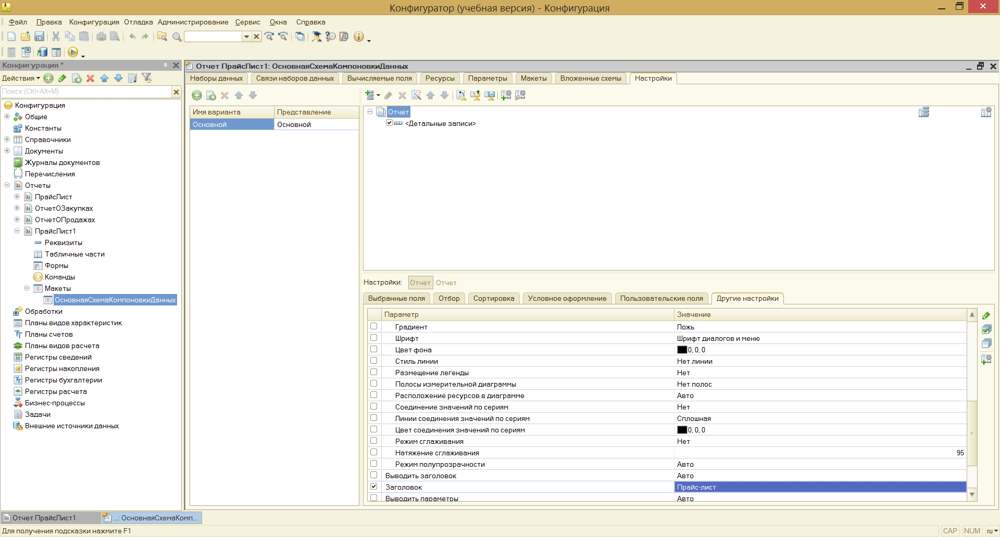 Конфигуратор (учебная версия) - Конфигурация
Файл Правка Конфигурация Отладка Администрирование Сервис Окна Справка
Конфигурация *
Действия
Поиск (Ctrl+Alt+M)
Конфигурация
Общие
Константы
Справочники
Документы
Журналы документов
Перечисления
Отчеты
ПрайсЛист
ОтчетОЗакупках
ОтчетОПродажах
ПрайсЛист1
Реквизиты
Табличные части
Формы
Команды
Макеты
ОсновнаяСхемаКомпоновкиДанных
Обработки
Планы видов характеристик
Планы счетов
Планы видов расчета
Регистры сведений
Регистры накопления
Регистры бухгалтерии
Регистры расчета
Бизнес-процессы
Задачи
Внешние источники данных
Отчет ПрайсЛист1: ОсновнаяСхемаКомпоновкиДанных
Наборы данных Связи наборов данных Вычисляемые поля Ресурсы Параметры Макеты Вложенные схемы Настройки
Имя варианта Представление
Основной Основной
Отчет
<Детальные записи>
Настройки: Отчет Отчет
Выбранные поля Отбор Сортировка Условное оформление Пользовательские поля Другие настройки
Параметр Значение
Градиент Ложь
Шрифт Шрифт диалогов и меню
Цвет фона 0, 0, 0
Стиль линии Нет линии
Размещение легенды Нет
Полосы измерительной диаграммы Нет полос
Расположение ресурсов в диаграмме Авто
Соединение значений по сериям Нет
Линии соединения значений по сериям Сплошная
Цвет соединения значений по сериям 0, 0, 0
Режим сглаживания Нет
Натяжение сглаживания 95
Режим полупрозрачности Авто
Выводить заголовок Авто
Заголовок Прайс-лист
Выводить параметры Авто
Отчет ПрайсЛист1 ...: ОсновнаяСхемаКомп...
Для получения подсказки нажмите F1 CAP NUM ru